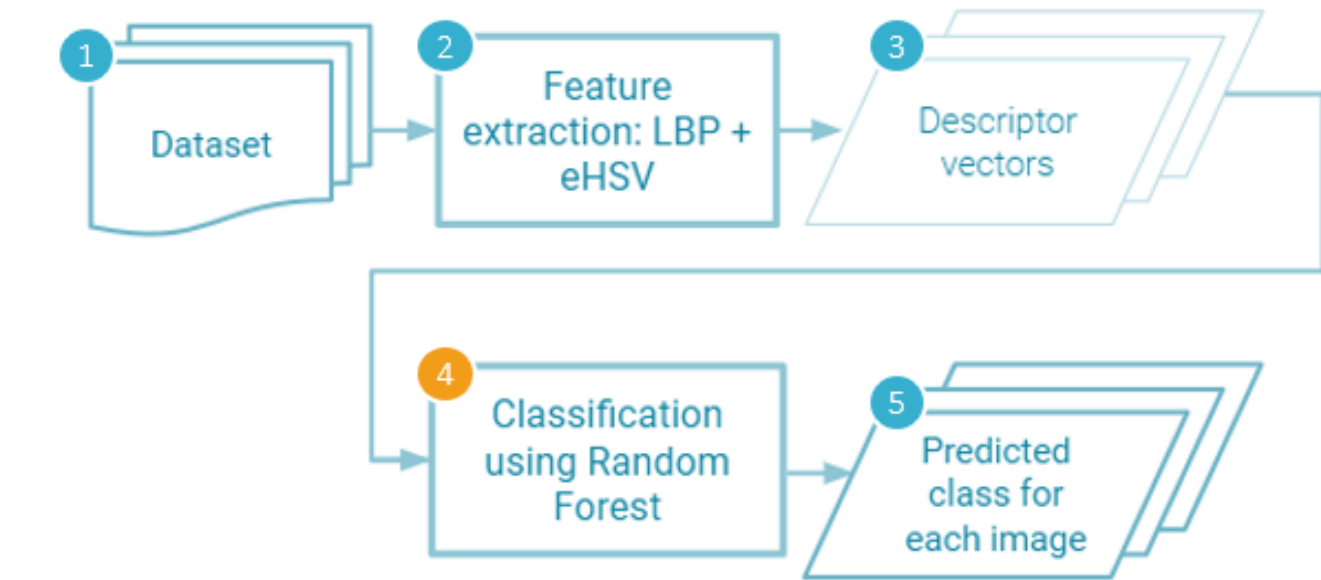 1
Dataset
2
Feature
extraction: LBP +
eHSV
3
Descriptor
vectors
4
Classification
using Random
Forest
5
Predicted
class for
each image